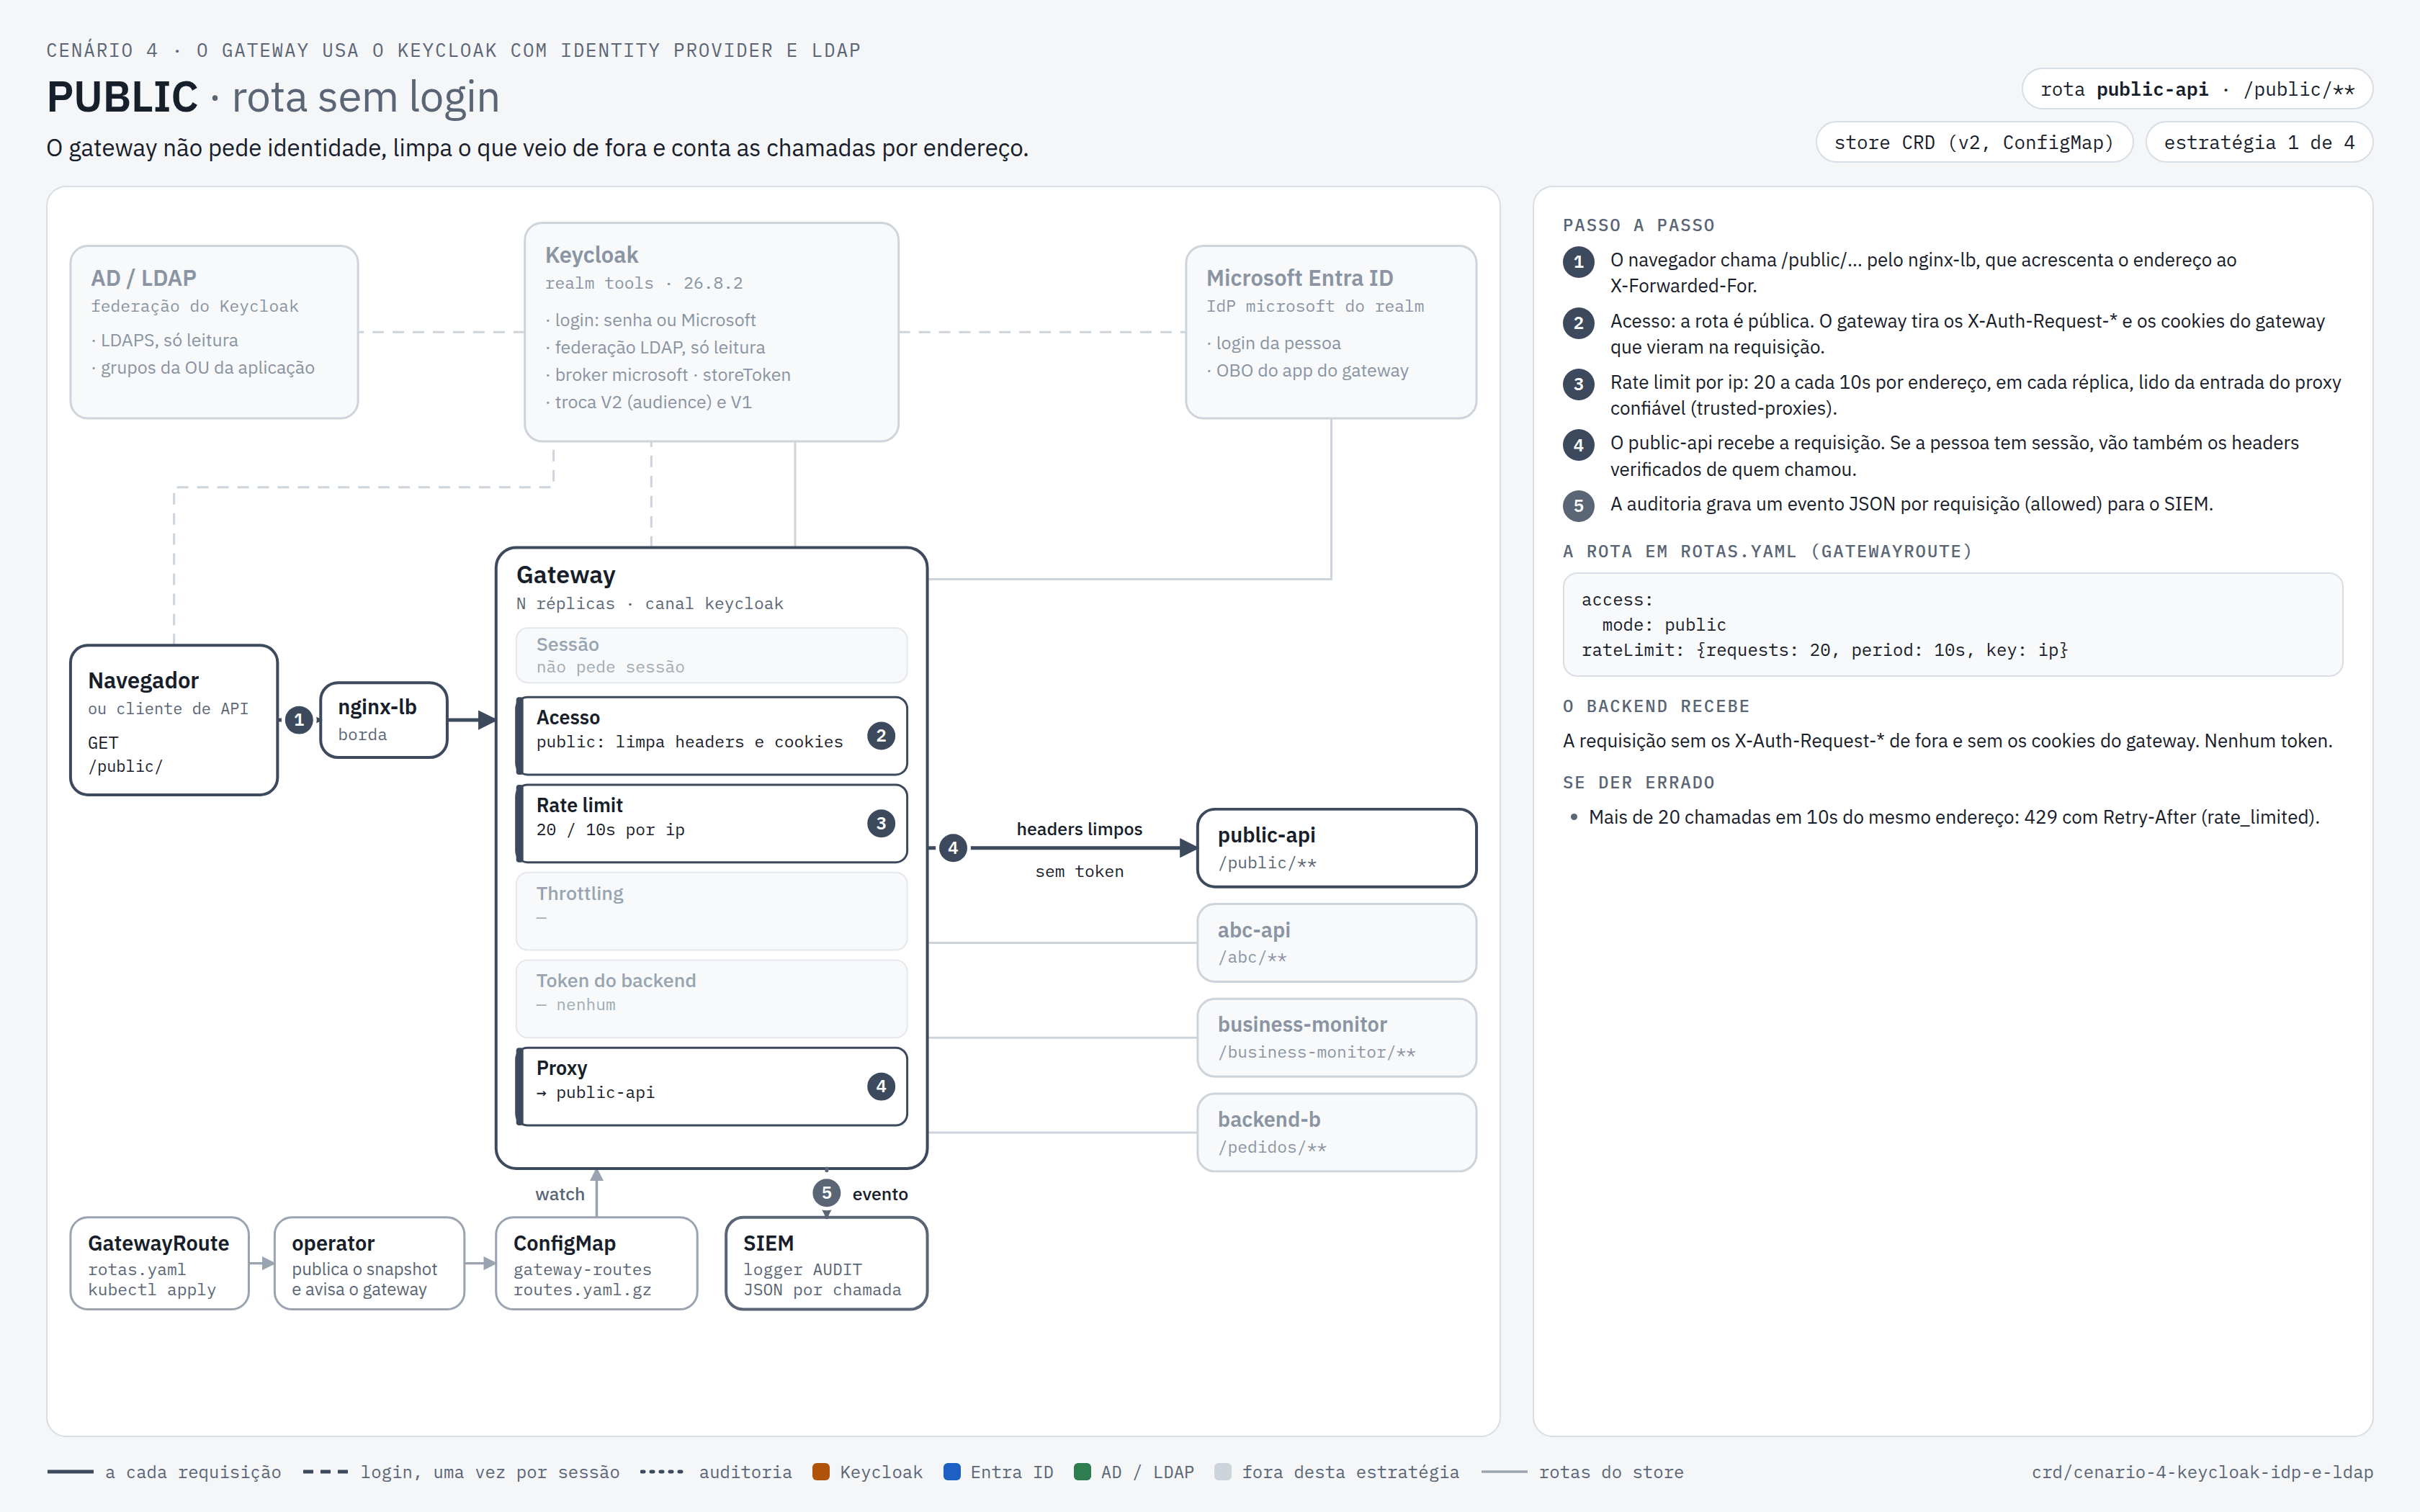 CENÁRIO 4 · O GATEWAY USA O KEYCLOAK COM IDENTITY PROVIDER E LDAP
PUBLIC · rota sem login
O gateway não pede identidade, limpa o que veio de fora e conta as chamadas por endereço.
rota public-api · /public/**
store CRD (v2, ConfigMap)
estratégia 1 de 4
AD / LDAP
federação do Keycloak
· LDAPS, só leitura
· grupos da OU da aplicação
Keycloak
realm tools · 26.8.2
· login: senha ou Microsoft
· federação LDAP, só leitura
· broker microsoft · storeToken
· troca V2 (audience) e V1
Microsoft Entra ID
IdP microsoft do realm
· login da pessoa
· OBO do app do gateway
Navegador
ou cliente de API
GET
/public/
1
nginx-lb
borda
Gateway
N réplicas · canal keycloak
Sessão
não pede sessão
Acesso
public: limpa headers e cookies
2
Rate limit
20 / 10s por ip
3
Throttling
—
Token do backend
— nenhum
Proxy
→ public-api
4
4
headers limpos
sem token
public-api
/public/**
abc-api
/abc/**
business-monitor
/business-monitor/**
backend-b
/pedidos/**
watch
5
evento
GatewayRoute
rotas.yaml
kubectl apply
operator
publica o snapshot
e avisa o gateway
ConfigMap
gateway-routes
routes.yaml.gz
SIEM
logger AUDIT
JSON por chamada
PASSO A PASSO
1 O navegador chama /public/... pelo nginx-lb, que acrescenta o endereço ao
X-Forwarded-For.
2 Acesso: a rota é pública. O gateway tira os X-Auth-Request-* e os cookies do gateway
que vieram na requisição.
3 Rate limit por ip: 20 a cada 10s por endereço, em cada réplica, lido da entrada do proxy
confiável (trusted-proxies).
4 O public-api recebe a requisição. Se a pessoa tem sessão, vão também os headers
verificados de quem chamou.
5 A auditoria grava um evento JSON por requisição (allowed) para o SIEM.
A ROTA EM ROTAS.YAML (GATEWAYROUTE)
access:
  mode: public
rateLimit: {requests: 20, period: 10s, key: ip}
O BACKEND RECEBE
A requisição sem os X-Auth-Request-* de fora e sem os cookies do gateway. Nenhum token.
SE DER ERRADO
• Mais de 20 chamadas em 10s do mesmo endereço: 429 com Retry-After (rate_limited).
a cada requisição
login, uma vez por sessão
auditoria
Keycloak
Entra ID
AD / LDAP
fora desta estratégia
rotas do store
crd/cenario-4-keycloak-idp-e-ldap